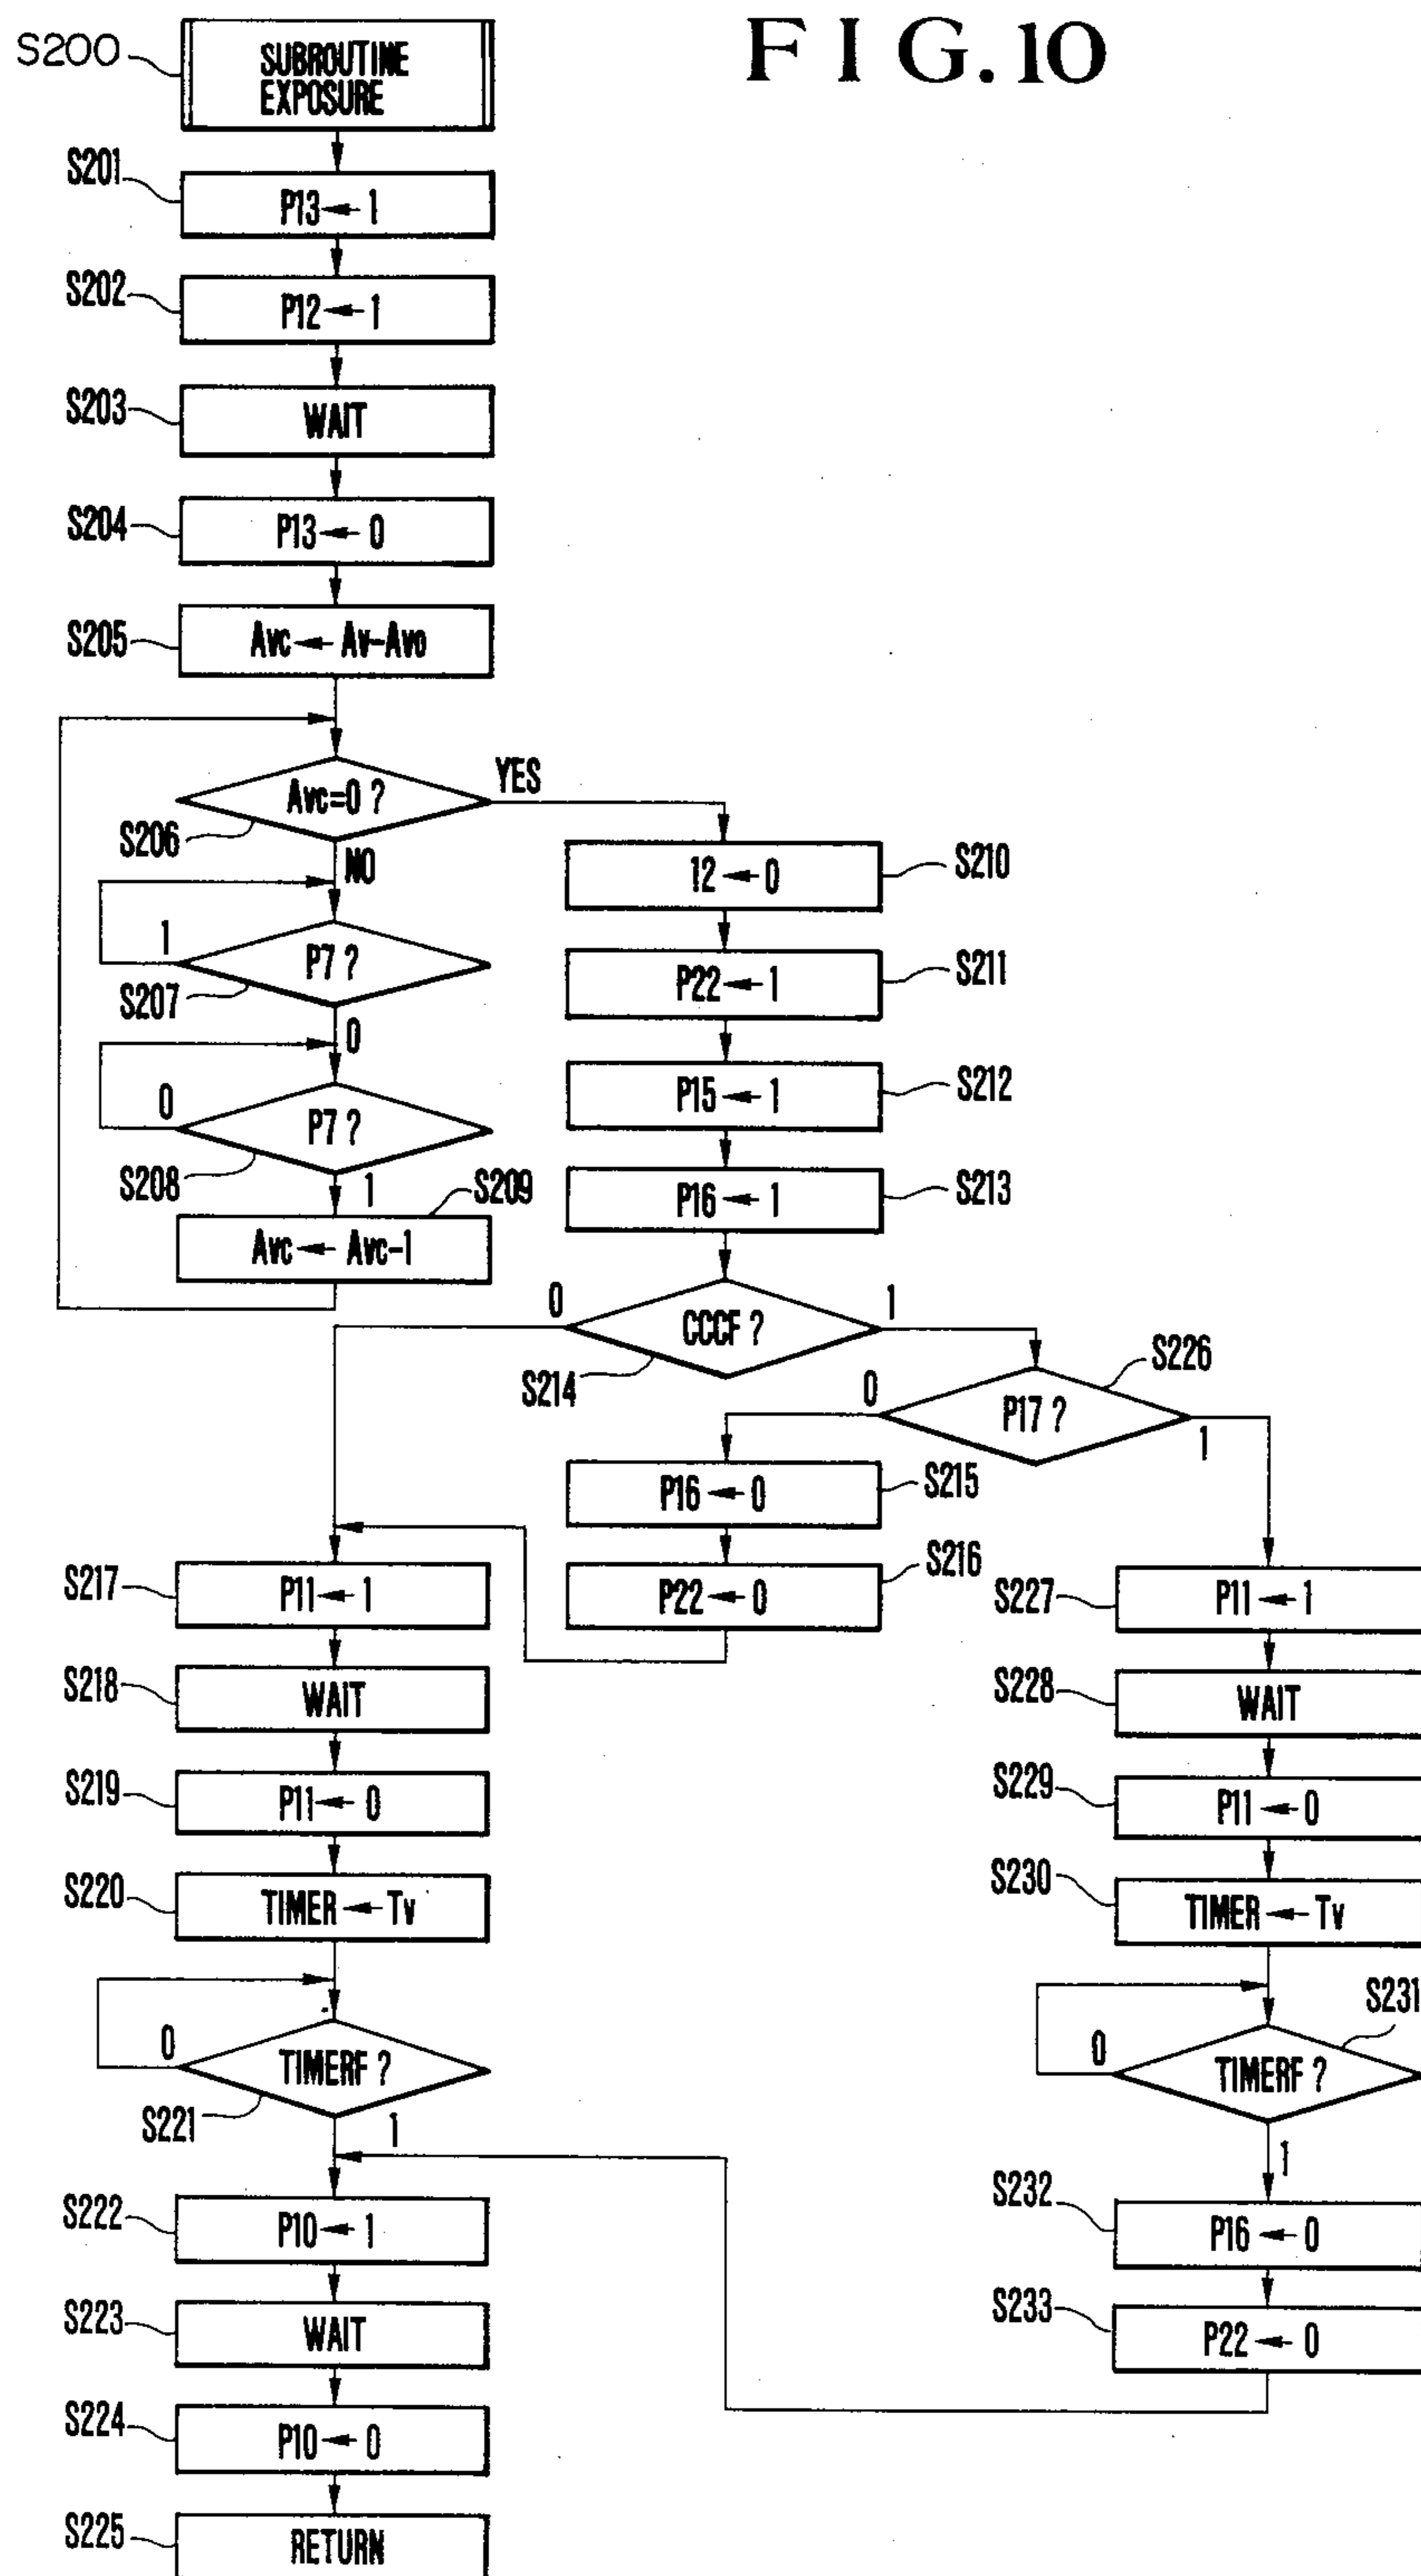 FIG.10
S200
SUBROUTINE
EXPOSURE
S201
P13←1
S202
P12←1
S203
WAIT
S204
P13←0
S205
Avc←Av-Avo
Avc=0?
YES
S206
NO
P7?
1
S207
0
P7?
0
S208
1
S209
Avc←Avc-1
12←0
S210
P22←1
S211
P15←1
S212
P16←1
S213
CCCF?
0
1
S214
P17?
S226
0
1
P16←0
S215
P22←0
S216
S217
P11←1
S218
WAIT
S219
P11←0
S220
TIMER←Tv
TIMERF?
0
S221
1
S222
P10←1
S223
WAIT
S224
P10←0
S225
RETURN
S227
P11←1
S228
WAIT
S229
P11←0
S230
TIMER←Tv
S231
TIMERF?
0
1
S232
P16←0
S233
P22←0